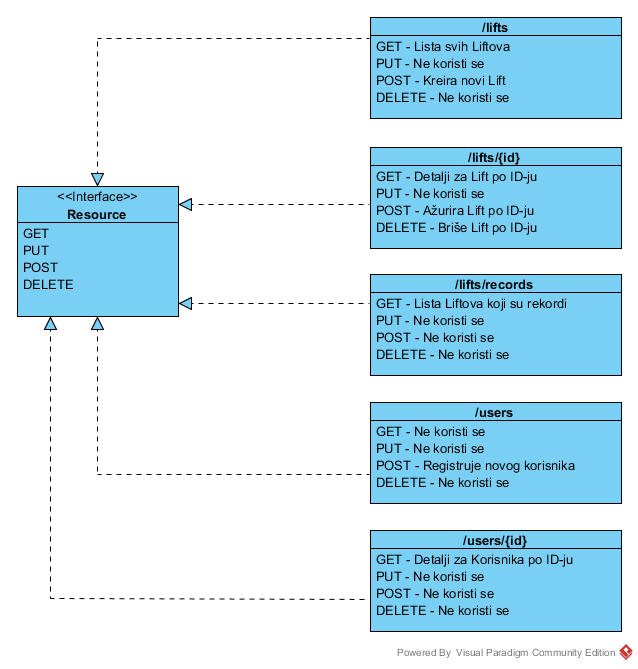 /lifts
GET - Lista svih Liftova
PUT - Ne koristi se
POST - Kreira novi Lift
DELETE - Ne koristi se
/lifts/{id}
GET - Detalji za Lift po ID-ju
PUT - Ne koristi se
POST - Ažurira Lift po ID-ju
DELETE - Briše Lift po ID-ju
<<Interface>>
Resource
GET
PUT
POST
DELETE
/lifts/records
GET - Lista Liftova koji su rekordi
PUT - Ne koristi se
POST - Ne koristi se
DELETE - Ne koristi se
/users
GET - Ne koristi se
PUT - Ne koristi se
POST - Registruje novog korisnika
DELETE - Ne koristi se
/users/{id}
GET - Detalji za Korisnika po ID-ju
PUT - Ne koristi se
POST - Ne koristi se
DELETE - Ne koristi se
Powered By Visual Paradigm Community Edition